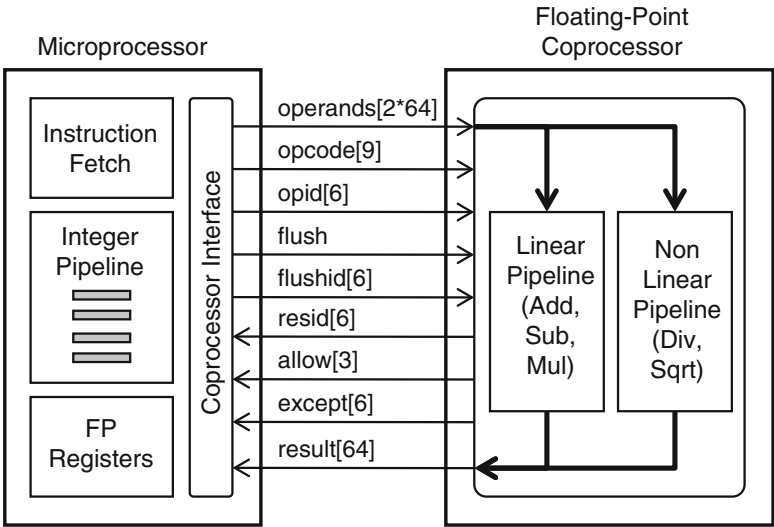 Microprocessor
Floating-Point
Coprocessor
Instruction
Fetch
Integer
Pipeline
FP
Registers
Coprocessor Interface
operands[2*64]
opcode[9]
opid[6]
flush
flushid[6]
resid[6]
allow[3]
except[6]
result[64]
Linear
Pipeline
(Add,
Sub,
Mul)
Non
Linear
Pipeline
(Div,
Sqrt)